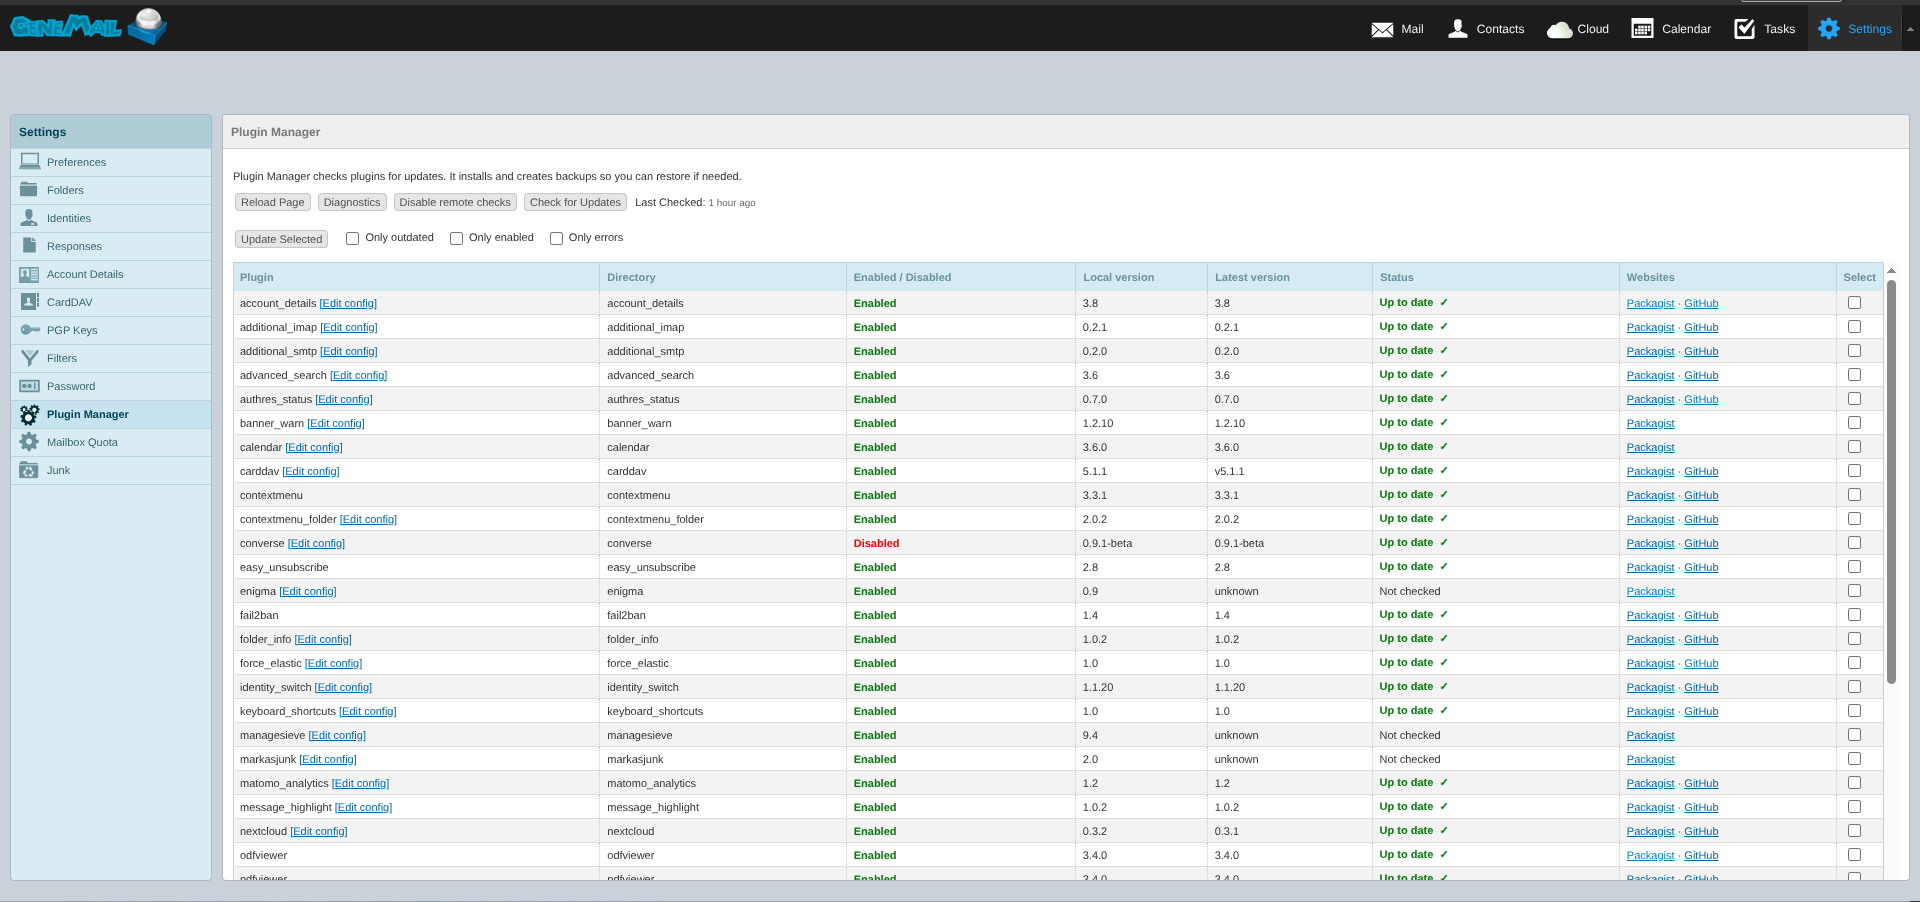 GENEMAIL
Mail Contacts Cloud Calendar Tasks Settings
Settings
Preferences
Folders
Identities
Responses
Account Details
CardDAV
PGP Keys
Filters
Password
Plugin Manager
Mailbox Quota
Junk
Plugin Manager
Plugin Manager checks plugins for updates. It installs and creates backups so you can restore if needed.
Reload Page Diagnostics Disable remote checks Check for Updates Last Checked: 1 hour ago
Update Selected Only outdated Only enabled Only errors
Plugin Directory Enabled / Disabled Local version Latest version Status Websites Select
account_details [Edit config] account_details Enabled 3.8 3.8 Up to date ✓ Packagist · GitHub
additional_imap [Edit config] additional_imap Enabled 0.2.1 0.2.1 Up to date ✓ Packagist · GitHub
additional_smtp [Edit config] additional_smtp Enabled 0.2.0 0.2.0 Up to date ✓ Packagist · GitHub
advanced_search [Edit config] advanced_search Enabled 3.6 3.6 Up to date ✓ Packagist · GitHub
authres_status [Edit config] authres_status Enabled 0.7.0 0.7.0 Up to date ✓ Packagist · GitHub
banner_warn [Edit config] banner_warn Enabled 1.2.10 1.2.10 Up to date ✓ Packagist
calendar [Edit config] calendar Enabled 3.6.0 3.6.0 Up to date ✓ Packagist
carddav [Edit config] carddav Enabled 5.1.1 v5.1.1 Up to date ✓ Packagist · GitHub
contextmenu contextmenu Enabled 3.3.1 3.3.1 Up to date ✓ Packagist · GitHub
contextmenu_folder [Edit config] contextmenu_folder Enabled 2.0.2 2.0.2 Up to date ✓ Packagist · GitHub
converse [Edit config] converse Disabled 0.9.1-beta 0.9.1-beta Up to date ✓ Packagist · GitHub
easy_unsubscribe easy_unsubscribe Enabled 2.8 2.8 Up to date ✓ Packagist · GitHub
enigma [Edit config] enigma Enabled 0.9 unknown Not checked Packagist
fail2ban fail2ban Enabled 1.4 1.4 Up to date ✓ Packagist · GitHub
folder_info [Edit config] folder_info Enabled 1.0.2 1.0.2 Up to date ✓ Packagist · GitHub
force_elastic [Edit config] force_elastic Enabled 1.0 1.0 Up to date ✓ Packagist · GitHub
identity_switch [Edit config] identity_switch Enabled 1.1.20 1.1.20 Up to date ✓ Packagist · GitHub
keyboard_shortcuts [Edit config] keyboard_shortcuts Enabled 1.0 1.0 Up to date ✓ Packagist · GitHub
managesieve [Edit config] managesieve Enabled 9.4 unknown Not checked Packagist
markasjunk [Edit config] markasjunk Enabled 2.0 unknown Not checked Packagist
matomo_analytics [Edit config] matomo_analytics Enabled 1.2 1.2 Up to date ✓ Packagist · GitHub
message_highlight [Edit config] message_highlight Enabled 1.0.2 1.0.2 Up to date ✓ Packagist · GitHub
nextcloud [Edit config] nextcloud Enabled 0.3.2 0.3.1 Up to date ✓ Packagist · GitHub
odfviewer odfviewer Enabled 3.4.0 3.4.0 Up to date ✓ Packagist · GitHub
pdfviewer pdfviewer Enabled 3.4.0 3.4.0 Up to date ✓ Packagist · GitHub